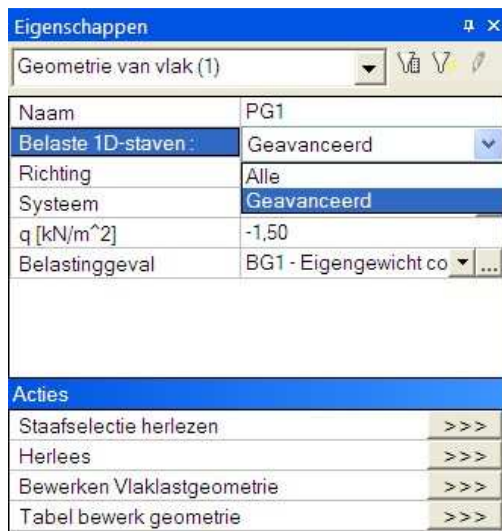 Eigenschappen
Geometrie van vlak (1)
Naam PG1
Belaste 1D-staven : Geavanceerd
Richting Alle
Systeem Geavanceerd
q [kN/m^2] -1,50
Belastinggeval BG1 - Eigengewicht co ...
Acties
Staafselectie herlezen >>>
Herlees >>>
Bewerken Vlaklastgeometrie >>>
Tabel bewerk geometrie >>>